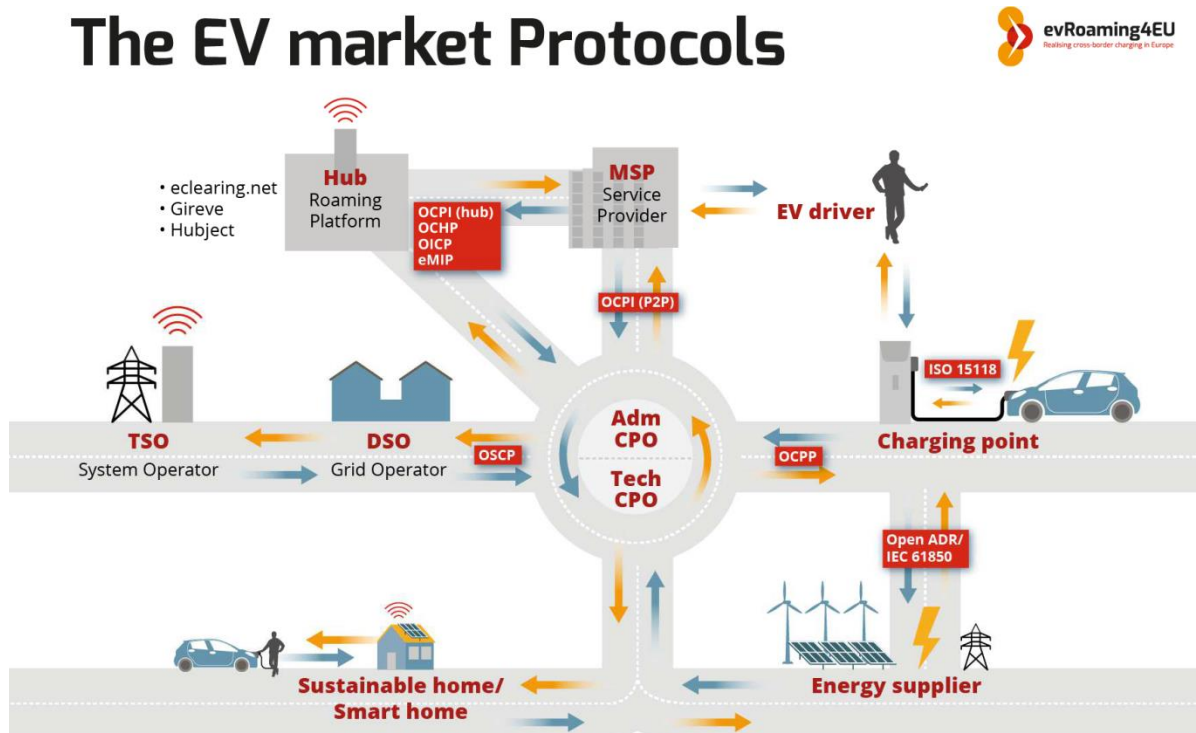 The EV market Protocols
evRoaming4EU
Realising cross-border charging in Europe
• eclearing.net
• Gireve
• Hubject
Hub
Roaming
Platform
OCPI (hub)
OCHP
OICP
eMIP
MSP
Service
Provider
EV driver
OCPI (P2P)
ISO 15118
TSO
System Operator
DSO
Grid Operator
OSCP
Adm
CPO
Tech
CPO
OCPP
Charging point
Open ADR/
IEC 61850
Sustainable home/
Smart home
Energy supplier